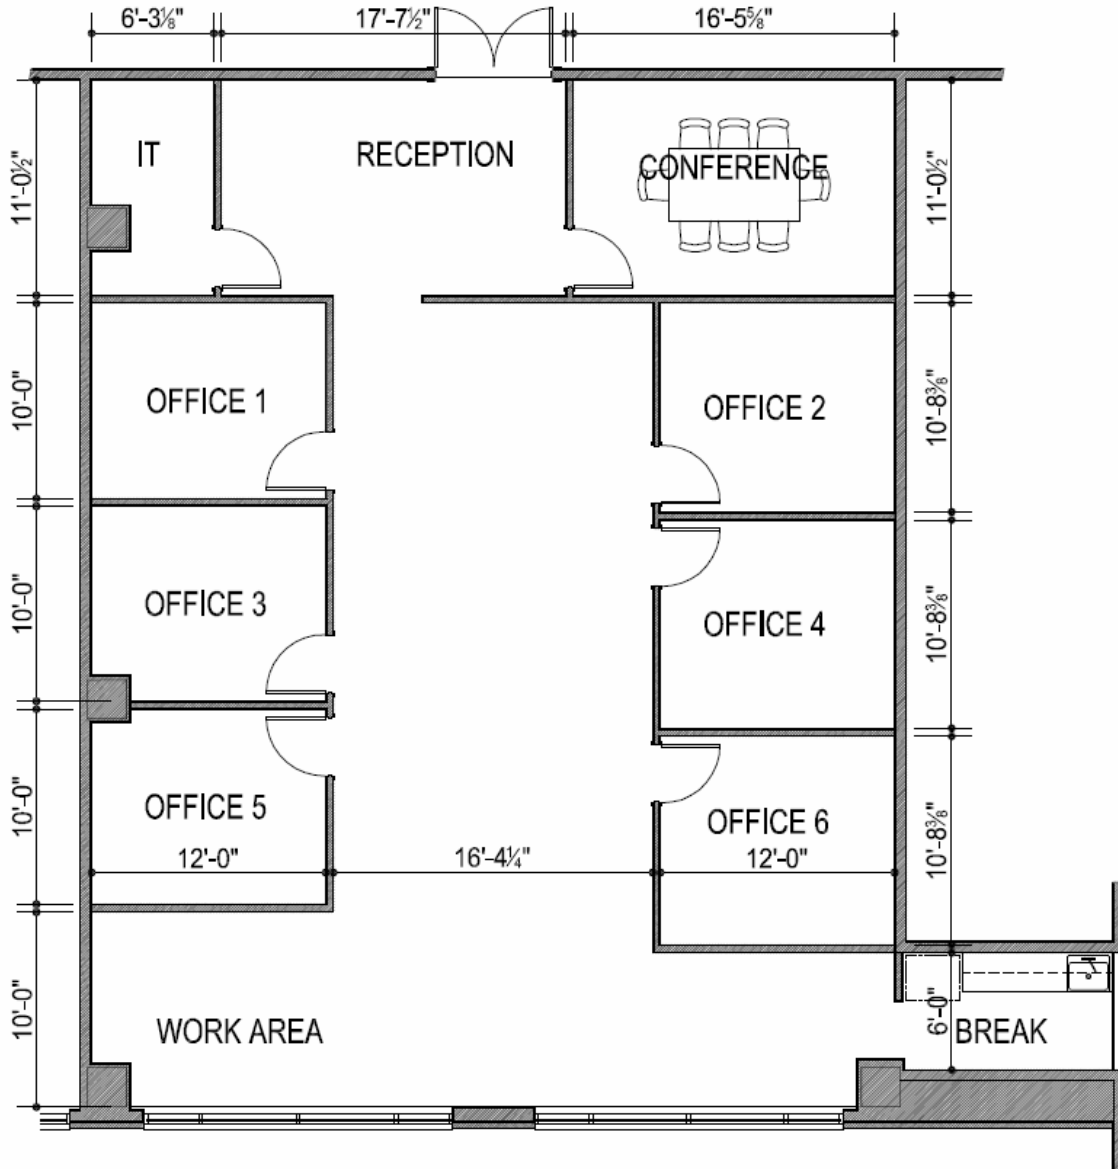 6'-3⅛" 17'-7½" 16'-5⅝"
IT RECEPTION CONFERENCE
11'-0½" 11'-0½"
OFFICE 1 OFFICE 2
10'-0" 10'-8⅜"
OFFICE 3 OFFICE 4
10'-0" 10'-8⅜"
OFFICE 5 OFFICE 6
10'-0" 10'-8⅜"
12'-0" 16'-4¼" 12'-0"
10'-0" 6'-0"
WORK AREA BREAK